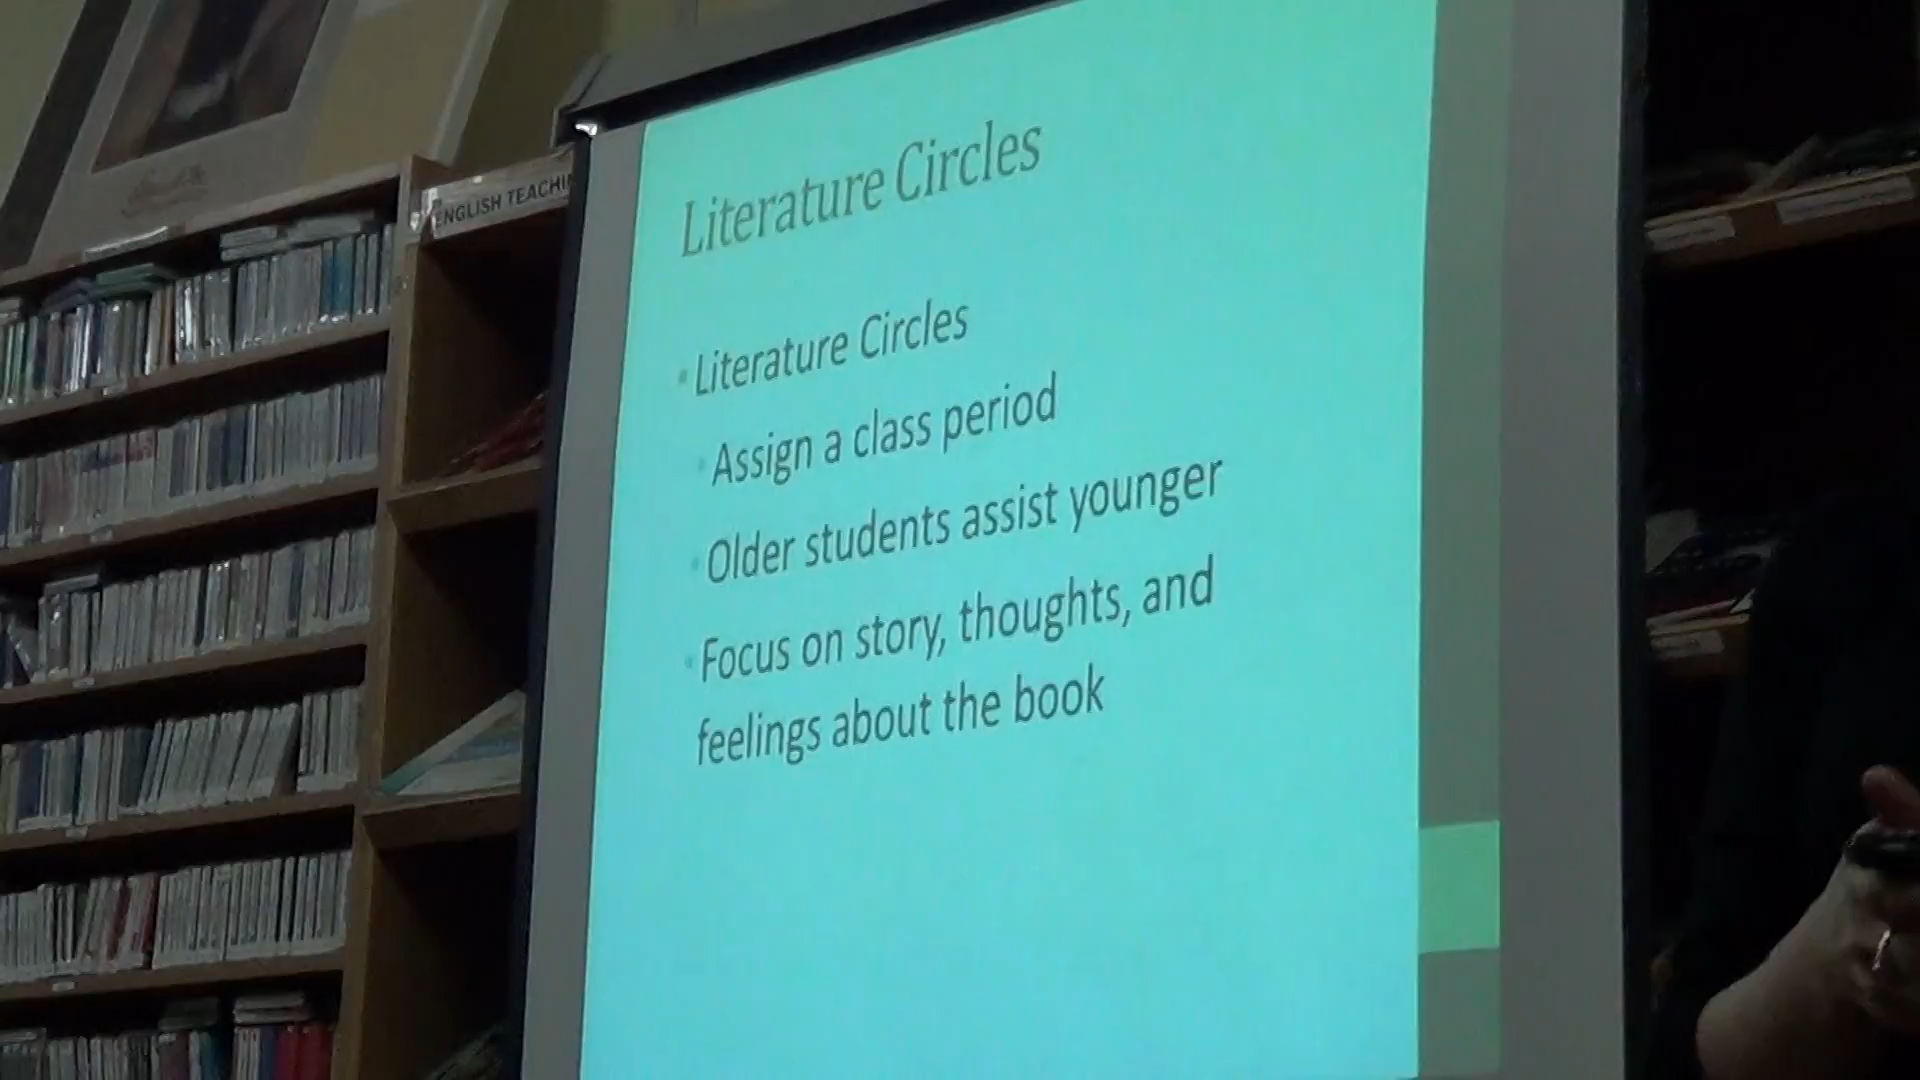 ENGLISH TEACHI
Literature Circles
Literature Circles
Assign a class period
Older students assist younger
Focus on story, thoughts, and
feelings about the book